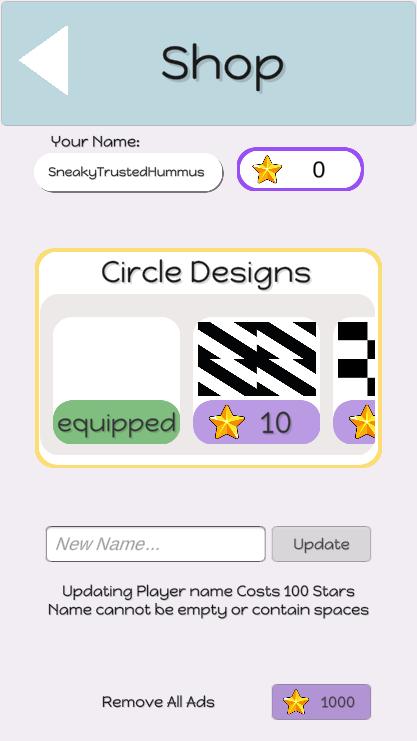 Shop
Your Name:
SneakyTrustedHummus
0
Circle Designs
equipped
10
New Name...
Update
Updating Player name Costs 100 Stars
Name cannot be empty or contain spaces
Remove All Ads
1000